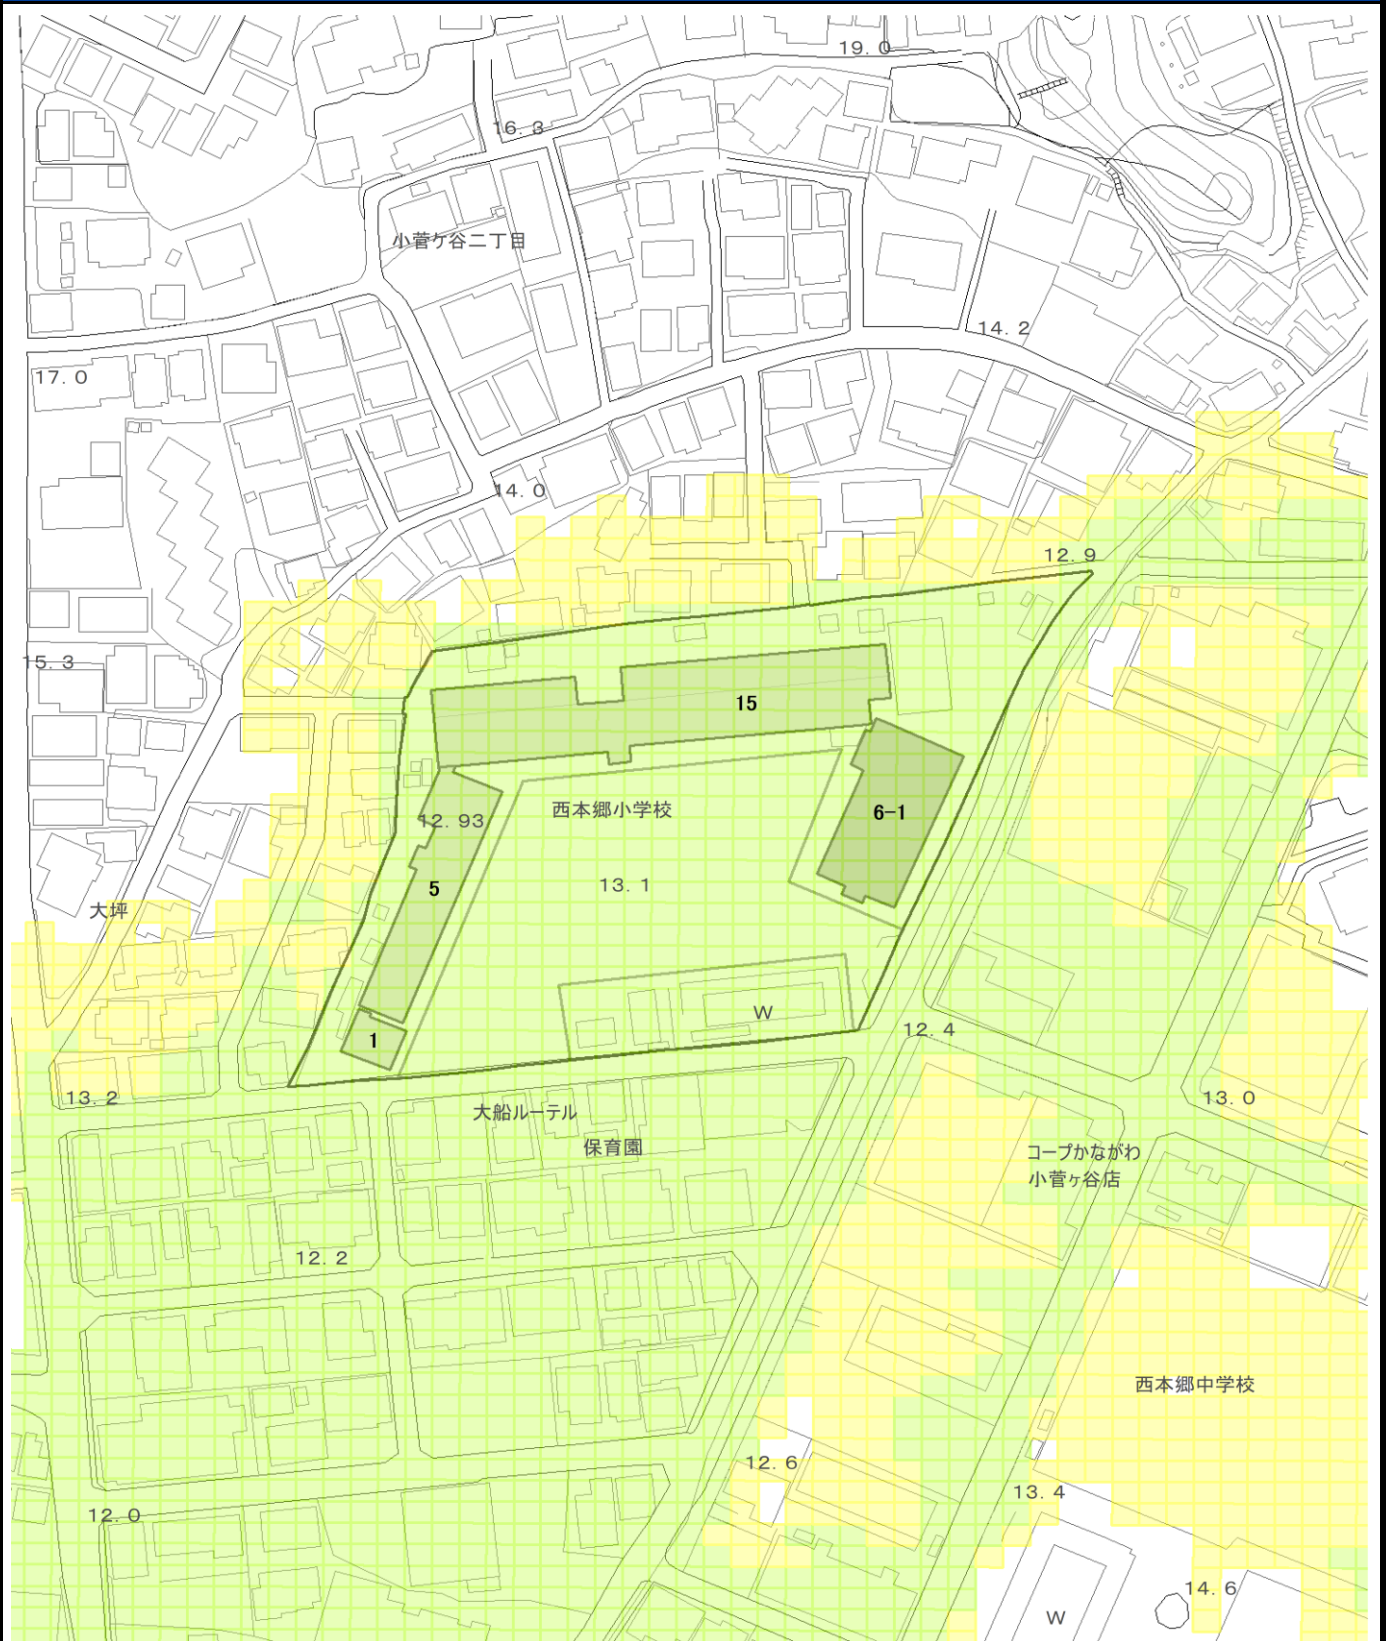 19. 0
16. 3
小菅ケ谷二丁目
14. 2
17. 0
14. 0
12. 9
15. 3
15
西本郷小学校
6-1
12. 93
13. 1
5
大坪
W
12. 4
1
13. 2
13. 0
大船ルーテル
保育園
コープかながわ
小菅ヶ谷店
12. 2
西本郷中学校
12. 6
13. 4
12. 0
14. 6
W